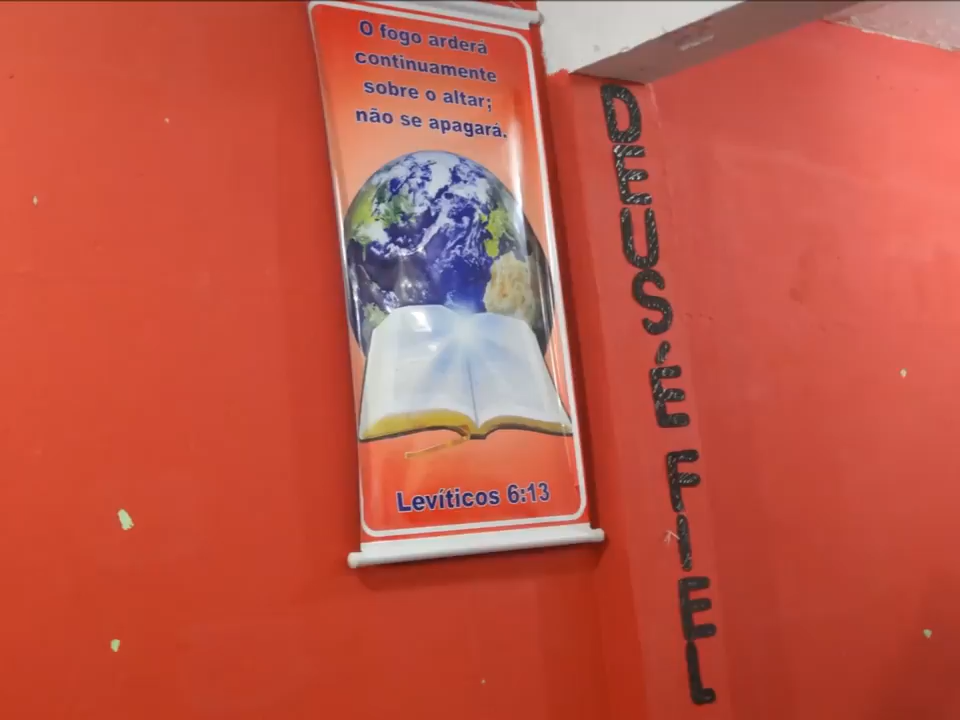 O fogo arderá
continuamente
sobre o altar;
não se apagará.
Levíticos 6:13
DEUS É FIEL